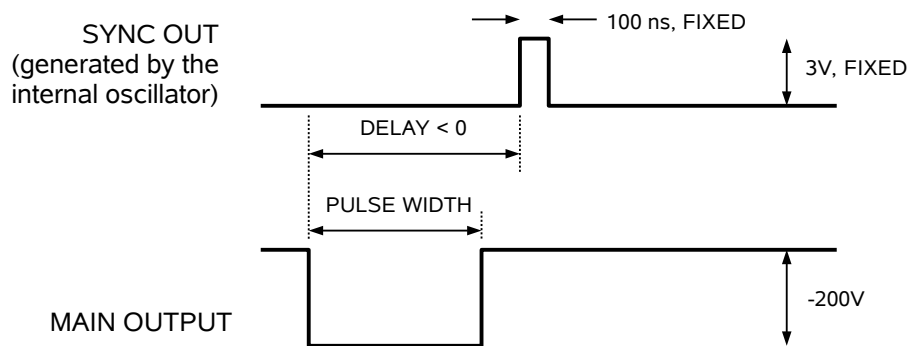 100 ns, FIXED
SYNC OUT
(generated by the
internal oscillator)
3V, FIXED
DELAY < 0
PULSE WIDTH
-200V
MAIN OUTPUT